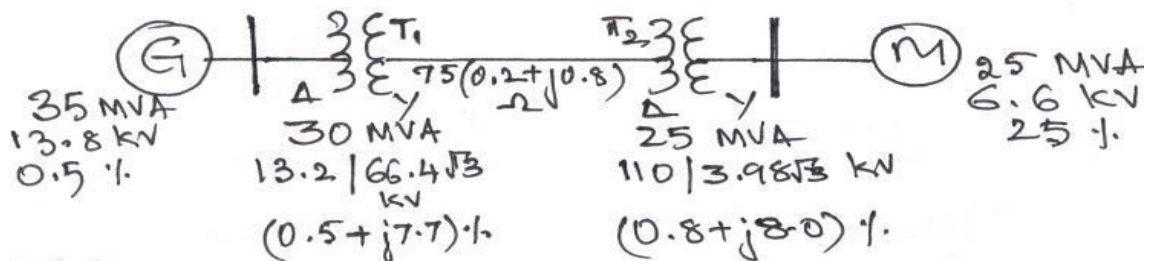 G T₁ T₂ M
75(0.2+j0.8)
Ω
35 MVA
13.8 KV
0.5 %
Δ Y
30 MVA
13.2 | 66.4√3
KV
(0.5+j7.7)%
Δ Y
25 MVA
110 | 3.98√3 KV
(0.8+j8.0) %
25 MVA
6.6 KV
25 %